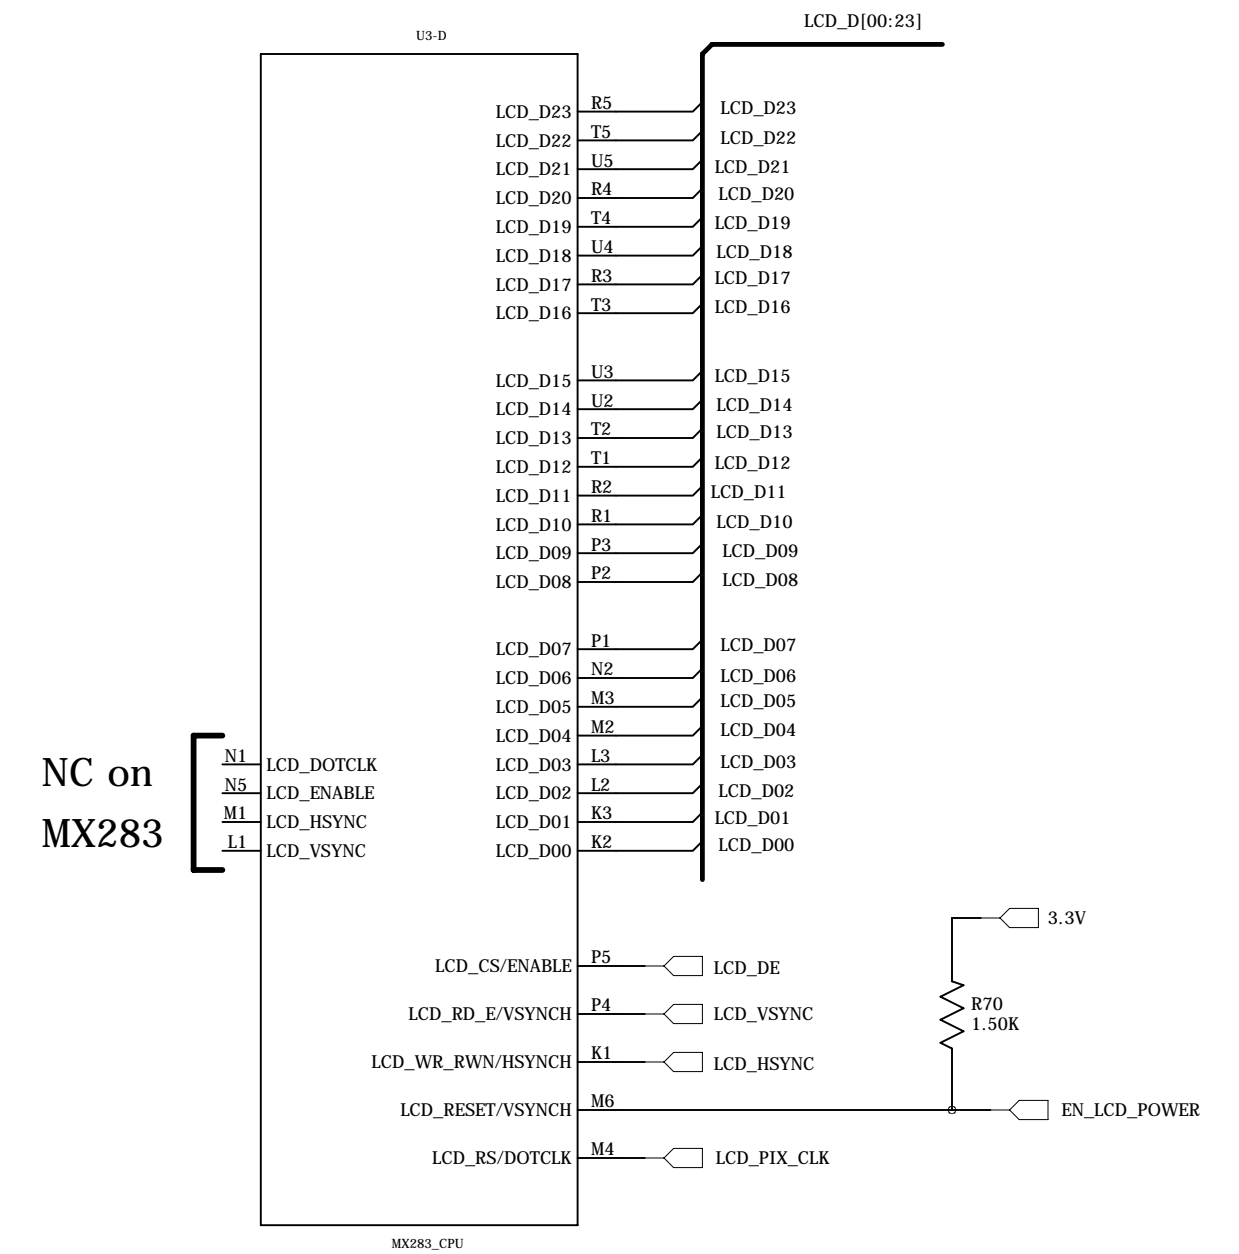 LCD_D[00:23]
U3-D
LCD_D23 R5 LCD_D23
LCD_D22 T5 LCD_D22
LCD_D21 U5 LCD_D21
LCD_D20 R4 LCD_D20
LCD_D19 T4 LCD_D19
LCD_D18 U4 LCD_D18
LCD_D17 R3 LCD_D17
LCD_D16 T3 LCD_D16
LCD_D15 U3 LCD_D15
LCD_D14 U2 LCD_D14
LCD_D13 T2 LCD_D13
LCD_D12 T1 LCD_D12
LCD_D11 R2 LCD_D11
LCD_D10 R1 LCD_D10
LCD_D09 P3 LCD_D09
LCD_D08 P2 LCD_D08
LCD_D07 P1 LCD_D07
LCD_D06 N2 LCD_D06
LCD_D05 M3 LCD_D05
LCD_D04 M2 LCD_D04
NC on
MX283
N1 LCD_DOTCLK LCD_D03 L3 LCD_D03
N5 LCD_ENABLE LCD_D02 L2 LCD_D02
M1 LCD_HSYNC LCD_D01 K3 LCD_D01
L1 LCD_VSYNC LCD_D00 K2 LCD_D00
3.3V
LCD_CS/ENABLE P5 LCD_DE
R70
1.50K
LCD_RD_E/VSYNCH P4 LCD_VSYNC
LCD_WR_RWN/HSYNCH K1 LCD_HSYNC
LCD_RESET/VSYNCH M6 EN_LCD_POWER
LCD_RS/DOTCLK M4 LCD_PIX_CLK
MX283_CPU